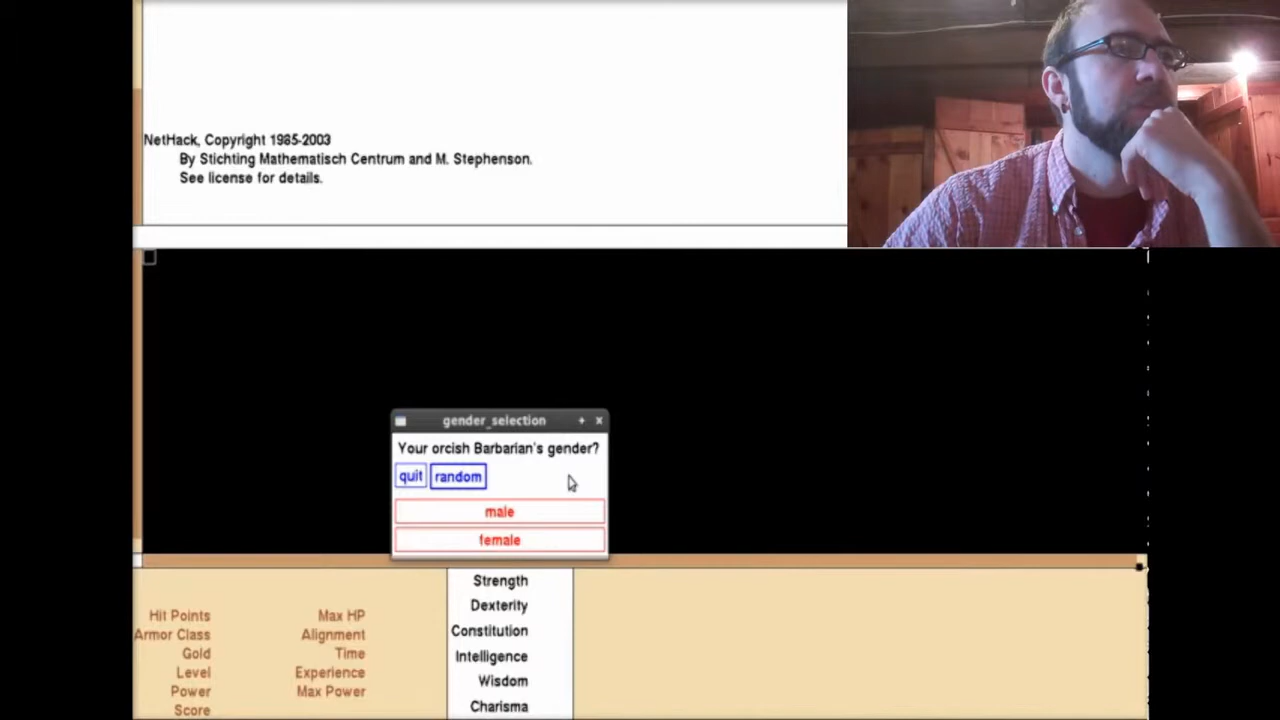 NetHack, Copyright 1985-2003
By Stichting Mathematisch Centrum and M. Stephenson.
See license for details.
gender_selection
Your orcish Barbarian's gender?
quit random
male
female
Hit Points Max HP
Armor Class Alignment
Gold Time
Level Experience
Power Max Power
Score
Strength
Dexterity
Constitution
Intelligence
Wisdom
Charisma